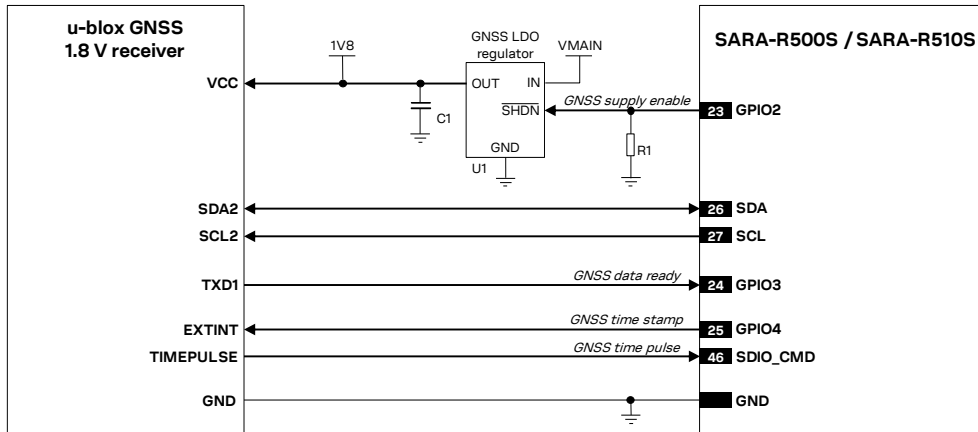 u-blox GNSS
1.8 V receiver
SARA-R500S / SARA-R510S
GNSS LDO
regulator
1V8
VMAIN
VCC
OUT
IN
SHDN
GNSS supply enable
23 GPIO2
C1
GND
R1
U1
SDA2
26 SDA
SCL2
27 SCL
TXD1
GNSS data ready
24 GPIO3
EXTINT
GNSS time stamp
25 GPIO4
TIMEPULSE
GNSS time pulse
46 SDIO_CMD
GND
GND